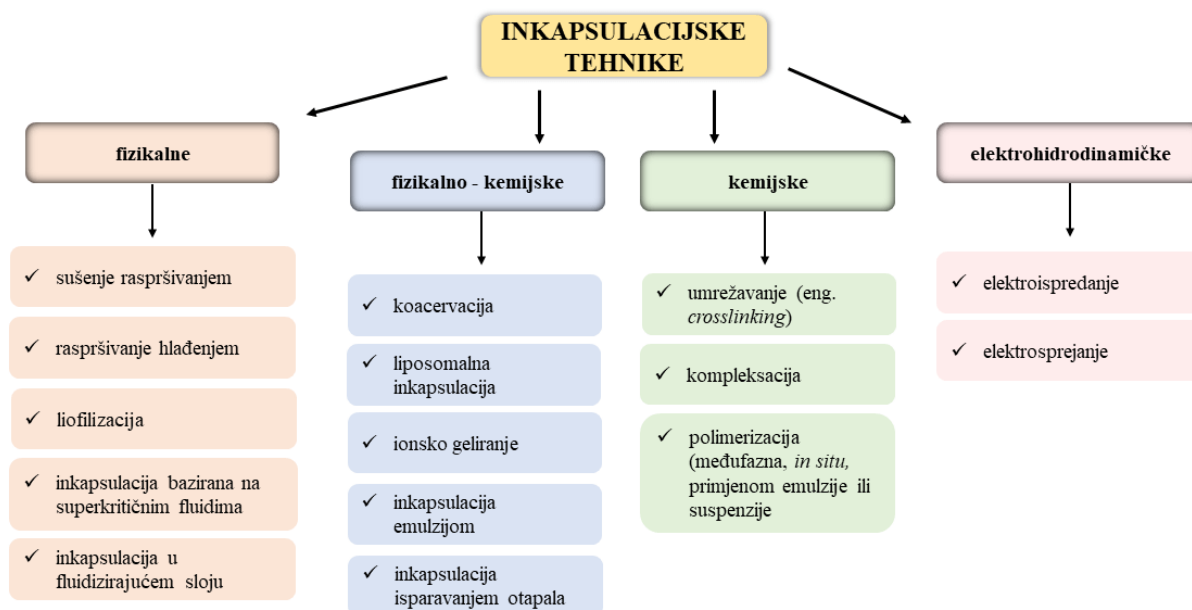 INKAPSULACIJSKE
TEHNIKE
fizikalne
✓ sušenje raspršivanjem
✓ raspršivanje hlađenjem
✓ liofilizacija
✓ inkapsulacija bazirana na
superkritičnim fluidima
✓ inkapsulacija u
fluidizirajućem sloju
fizikalno - kemijske
✓ koacervacija
✓ liposomalna
inkapsulacija
✓ ionsko geliranje
✓ inkapsulacija
emulzijom
✓ inkapsulacija
isparavanjem otapala
kemijske
✓ umrežavanje (eng.
crosslinking)
✓ kompleksacija
✓ polimerizacija
(međufazna, in situ,
primjenom emulzije ili
suspenzije
elektrohidrodinamičke
✓ elektroispredanje
✓ elektrosprejanje